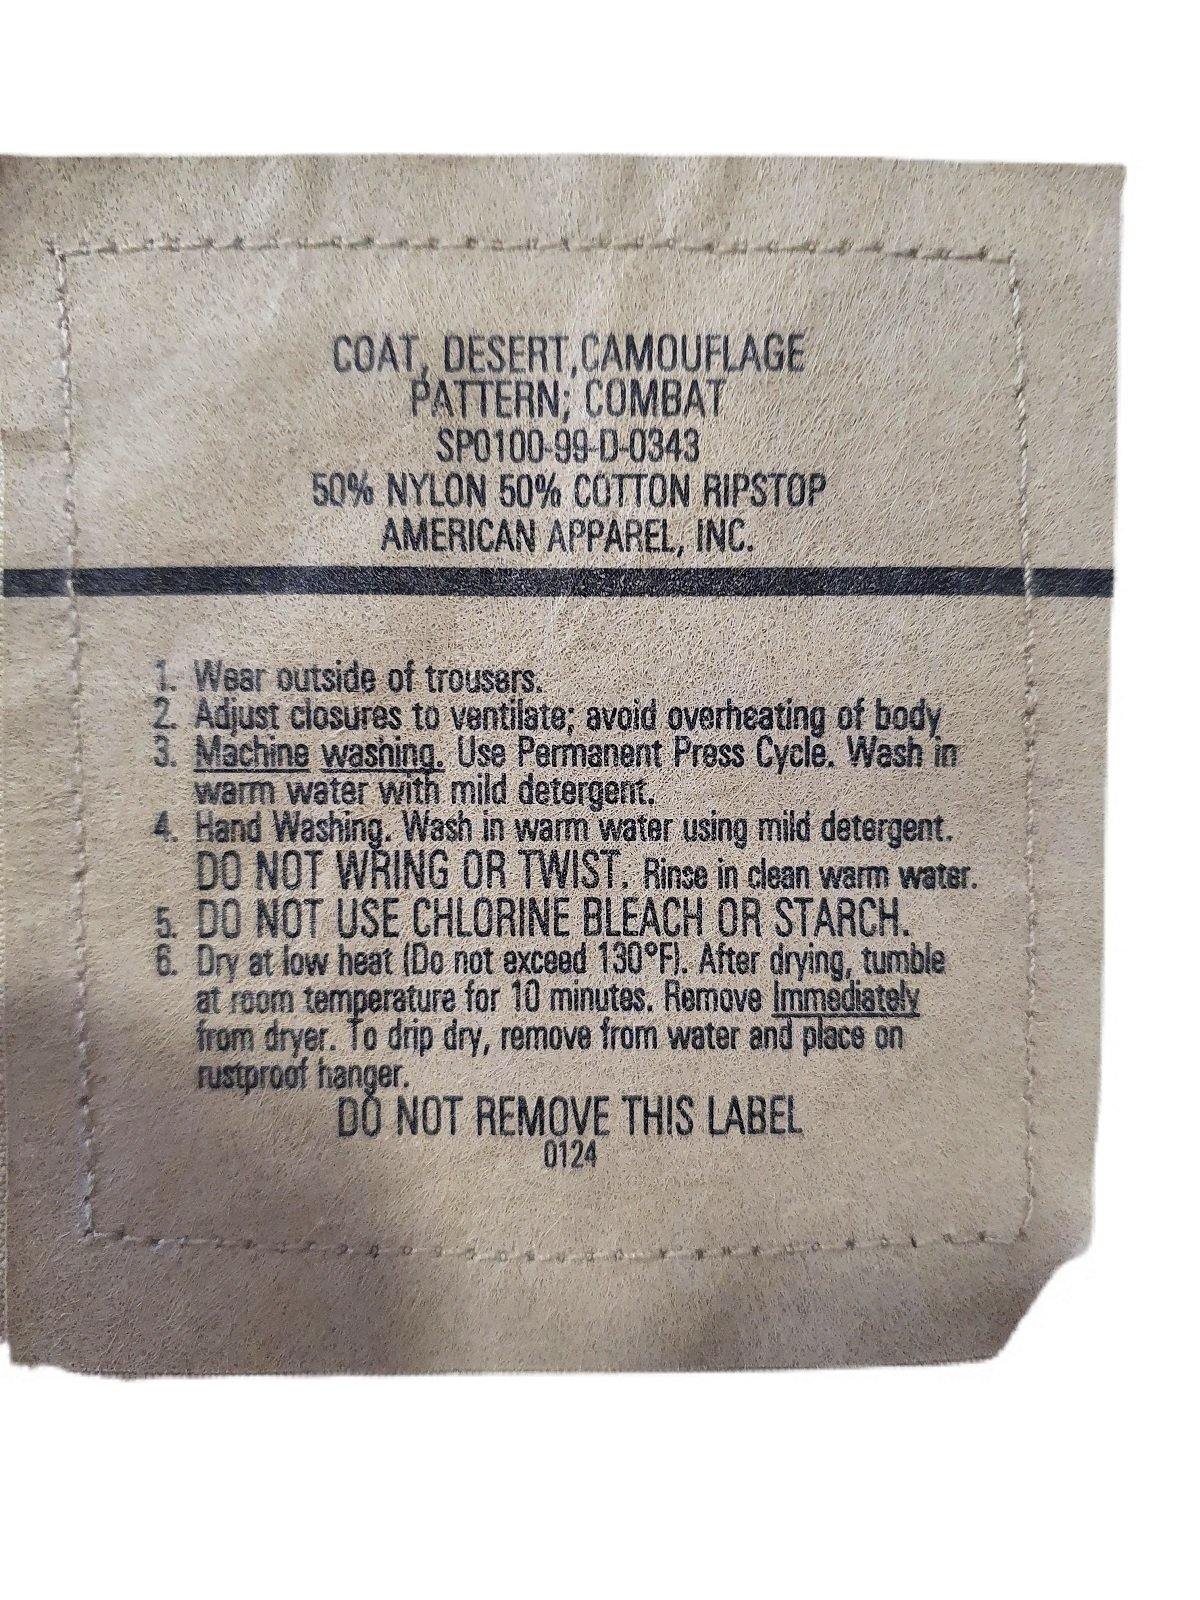 COAT, DESERT,CAMOUFLAGE
PATTERN; COMBAT
SP0100-99-D-0343
50% NYLON 50% COTTON RIPSTOP
AMERICAN APPAREL, INC.
1. Wear outside of trousers.
2. Adjust closures to ventilate; avoid overheating of body
3. Machine washing. Use Permanent Press Cycle. Wash in
warm water with mild detergent.
4. Hand Washing. Wash in warm water using mild detergent.
DO NOT WRING OR TWIST. Rinse in clean warm water.
5. DO NOT USE CHLORINE BLEACH OR STARCH.
6. Dry at low heat (Do not exceed 130°F). After drying, tumble
at room temperature for 10 minutes. Remove Immediately
from dryer. To drip dry, remove from water and place on
rustproof hanger.
DO NOT REMOVE THIS LABEL
0124